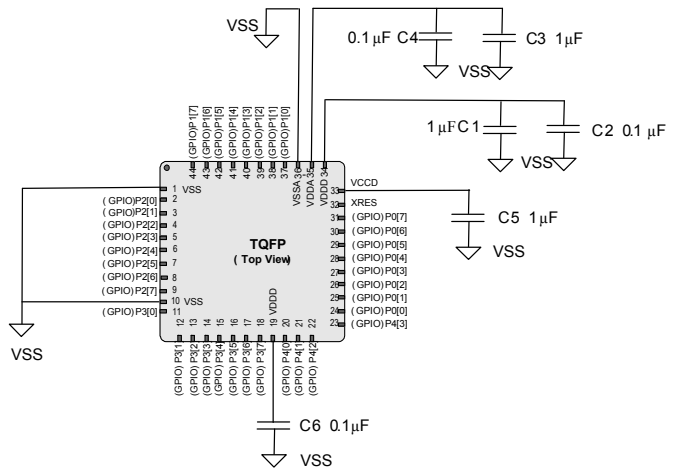 VSS
0.1 µF C4
C3 1µF
VSS
1 µF C1
C2 0.1 µF
VSS
44 (GPIO)P1[7]
43 (GPIO)P1[6]
42 (GPIO)P1[5]
41 (GPIO)P1[4]
40 (GPIO)P1[3]
39 (GPIO)P1[2]
38 (GPIO)P1[1]
37 (GPIO)P1[0]
VSSA 36
VDDA 35
VDDD 34
1 VSS
(GPIO)P2[0] 2
(GPIO)P2[1] 3
(GPIO)P2[2] 4
(GPIO)P2[3] 5
(GPIO)P2[4] 6
(GPIO)P2[5] 7
(GPIO)P2[6] 8
(GPIO)P2[7] 9
10 VSS
(GPIO)P3[0] 11
TQFP
( Top View)
33 VCCD
32 XRES
31 (GPIO)P0[7]
30 (GPIO)P0[6]
29 (GPIO)P0[5]
28 (GPIO)P0[4]
27 (GPIO)P0[3]
26 (GPIO)P0[2]
25 (GPIO)P0[1]
24 (GPIO)P0[0]
23 (GPIO)P4[3]
C5 1µF
VSS
VSS
12 (GPIO) P3[1]
13 (GPIO) P3[2]
14 (GPIO) P3[3]
15 (GPIO) P3[4]
16 (GPIO) P3[5]
17 (GPIO) P3[6]
18 (GPIO) P3[7]
19 VDDD
20 (GPIO) P4[0]
21 (GPIO) P4[1]
22 (GPIO) P4[2]
C6 0.1µF
VSS